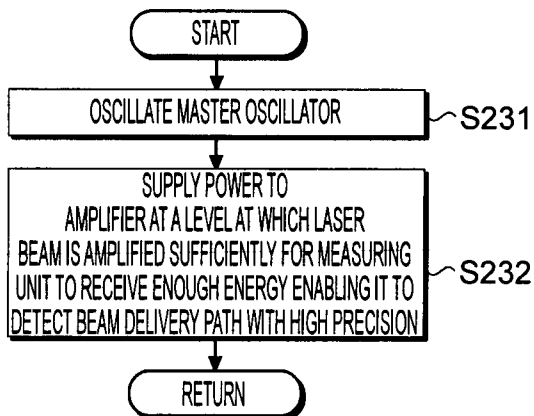 START
OSCILLATE MASTER OSCILLATOR
S231
SUPPLY POWER TO
AMPLIFIER AT A LEVEL AT WHICH LASER
BEAM IS AMPLIFIED SUFFICIENTLY FOR MEASURING
UNIT TO RECEIVE ENOUGH ENERGY ENABLING IT TO
DETECT BEAM DELIVERY PATH WITH HIGH PRECISION
S232
RETURN